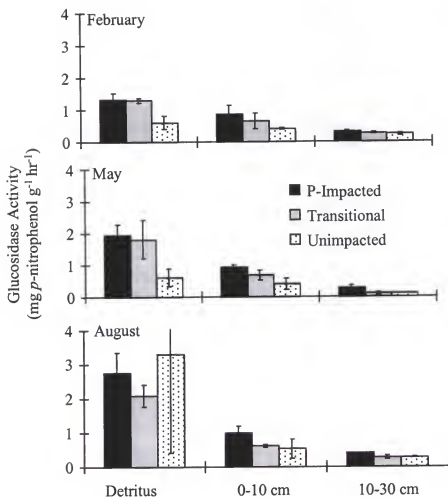 February
4
3
2
1
0
May
4
3
2
1
0
P-Impacted
Transitional
Unimpacted
August
4
3
2
1
0
Glucosidase Activity
(mg p-nitrophenol g⁻¹ hr⁻¹)
Detritus 0-10 cm 10-30 cm